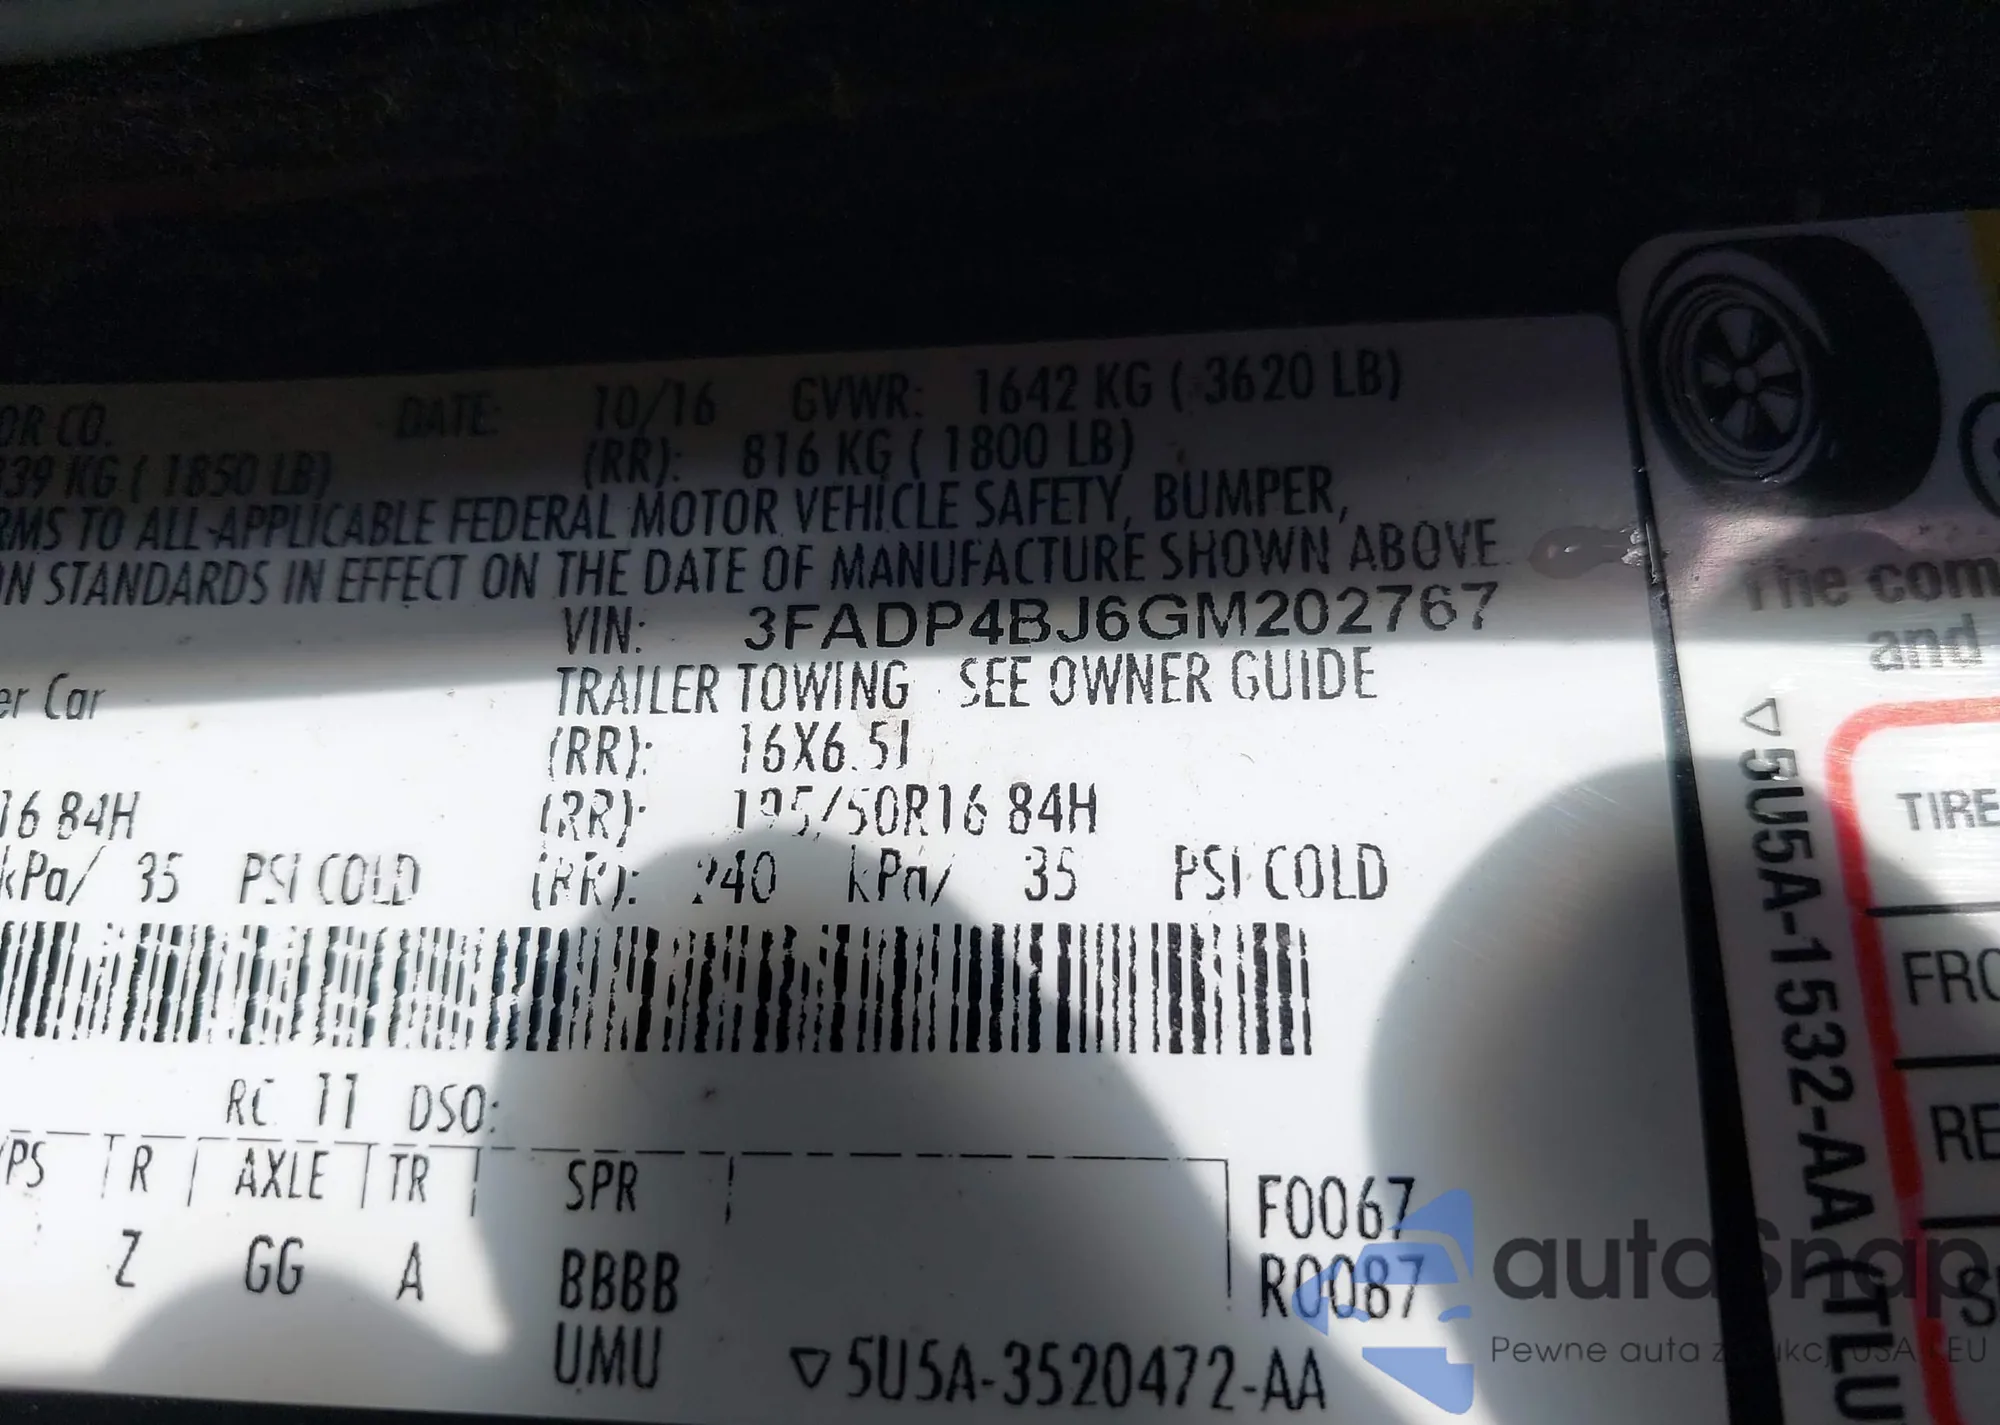 OR CO. DATE: 10/16 GVWR: 1642 KG ( 3620 LB)
39 KG ( 1850 LB) (RR): 816 KG ( 1800 LB)
RMS TO ALL APPLICABLE FEDERAL MOTOR VEHICLE SAFETY, BUMPER,
ON STANDARDS IN EFFECT ON THE DATE OF MANUFACTURE SHOWN ABOVE.
VIN: 3FADP4BJ6GM202767
er Car TRAILER TOWING SEE OWNER GUIDE
(RR): 16X6.5J
16 84H (RR): 195/50R16 84H
kPa/ 35 PSI COLD (RR): 240 kPa/ 35 PSI COLD
RC: 11 DSO:
PS R AXLE TR SPR F0067
Z GG A BBBB R0087
UMU 5U5A-3520472-AA
The com
and
TIRE
FRO
RE
5U5A-1532-AA (TLU
autoSnap
Pewne auta z aukcji USA i EU